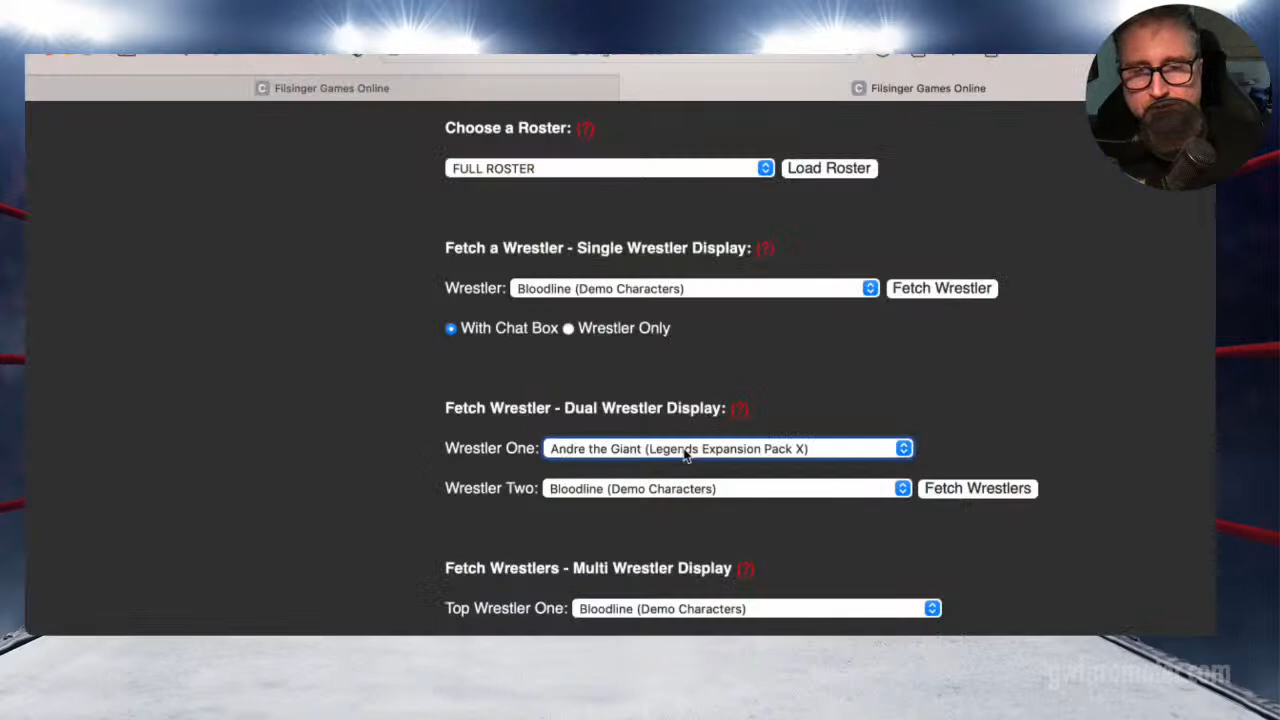 Filsinger Games Online
Filsinger Games Online
Choose a Roster: (?)
FULL ROSTER
Load Roster
Fetch a Wrestler - Single Wrestler Display: (?)
Wrestler: Bloodline (Demo Characters) Fetch Wrestler
With Chat Box Wrestler Only
Fetch Wrestler - Dual Wrestler Display: (?)
Wrestler One: Andre the Giant (Legends Expansion Pack X)
Wrestler Two: Bloodline (Demo Characters) Fetch Wrestlers
Fetch Wrestlers - Multi Wrestler Display (?)
Top Wrestler One: Bloodline (Demo Characters)
gwfpromoter.com